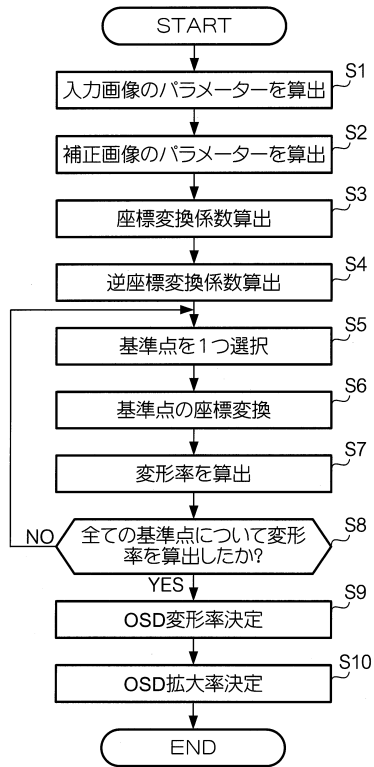 START
S1
入力画像のパラメーターを算出
S2
補正画像のパラメーターを算出
S3
座標変換係数算出
S4
逆座標変換係数算出
S5
基準点を1つ選択
S6
基準点の座標変換
S7
変形率を算出
S8
全ての基準点について変形
率を算出したか?
NO
YES
S9
OSD変形率決定
S10
OSD拡大率決定
END